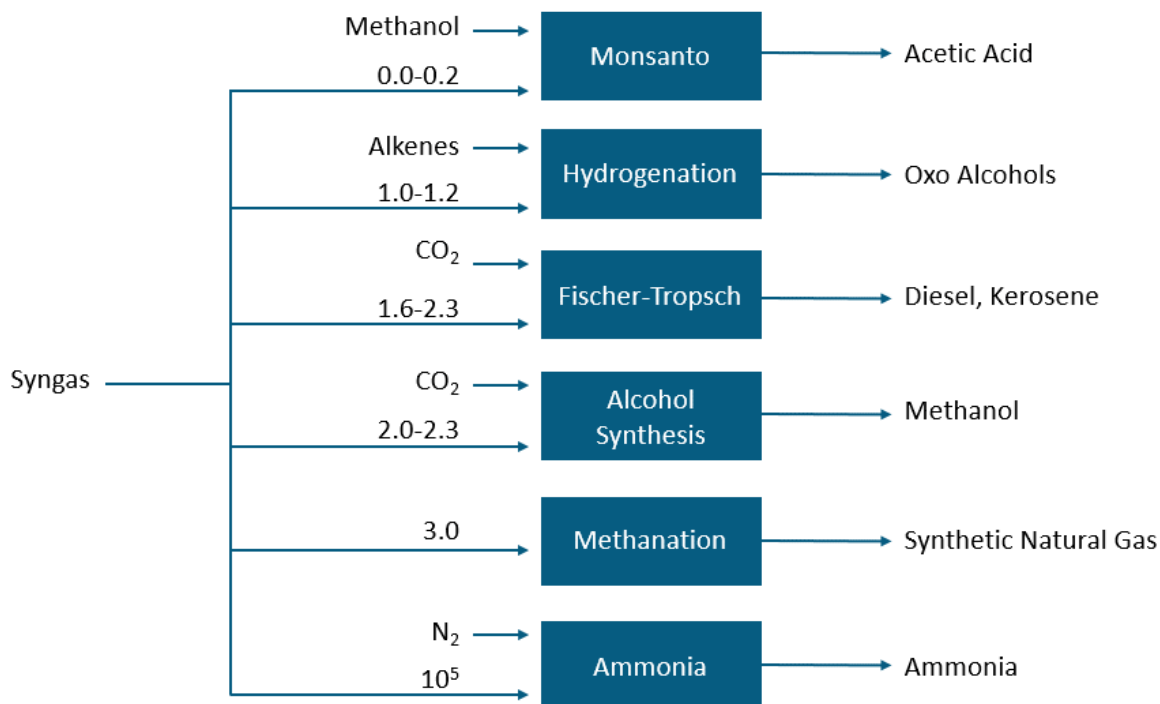 Methanol
Monsanto
Acetic Acid
0.0-0.2
Alkenes
Hydrogenation
Oxo Alcohols
1.0-1.2
CO₂
Fischer-Tropsch
Diesel, Kerosene
1.6-2.3
Syngas
CO₂
Alcohol
Synthesis
Methanol
2.0-2.3
3.0
Methanation
Synthetic Natural Gas
N₂
Ammonia
Ammonia
10⁵